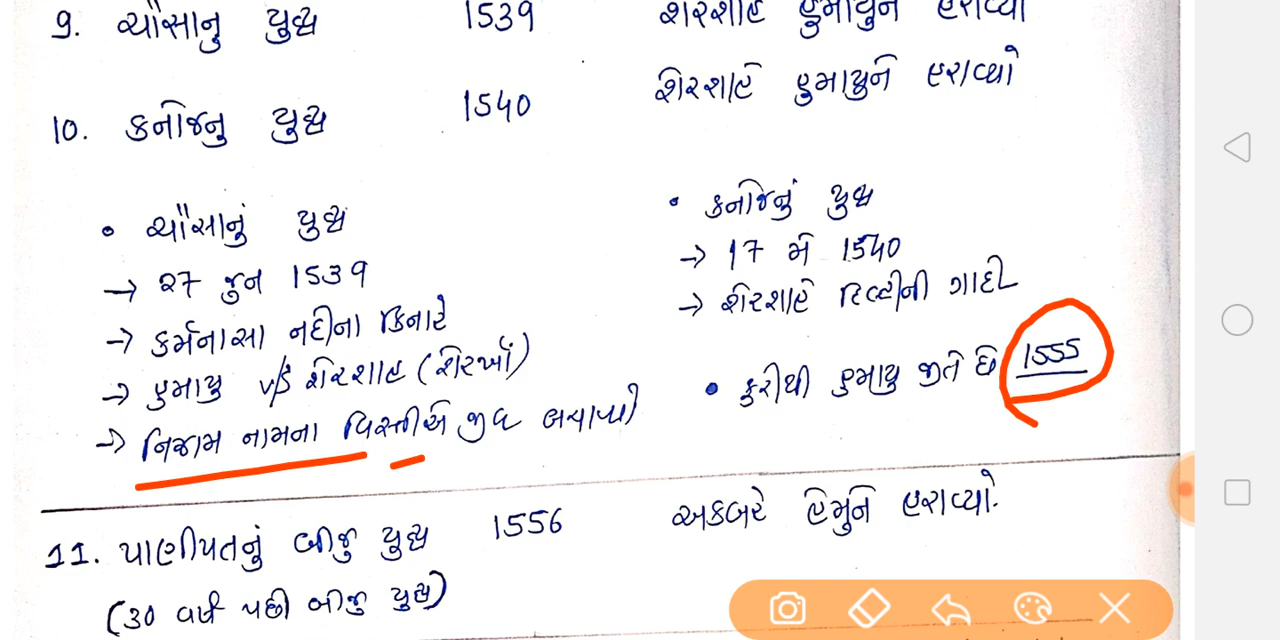 9. ચૌસાનુ યુદ્ધ 1539 શેરશાહે હુમાયુને હરાવ્યો
10. કનોજનુ યુદ્ધ 1540 શેરશાહે હુમાયુને હરાવ્યો
• ચૌસાનું યુદ્ધ
→ ૨7 જુન 1539
→ કર્મનાસા નદીના કિનારે
→ હુમાયુ v/s શેરશાહ (શેરખાઁ)
→ નિજામ નામના ભિસ્તીએ જીવ બચાવ્યો
• કનોજનું યુદ્ધ
→ 17 મે 1540
→ શેરશાહે દિલ્હીની ગાદી
• ફરીથી હુમાયુ જીતે છે 1555
11. પાણીપતનું બીજુ યુદ્ધ 1556 અકબરે હેમુને હરાવ્યો.
(30 વર્ષ પછી બીજુ યુદ્ધ)